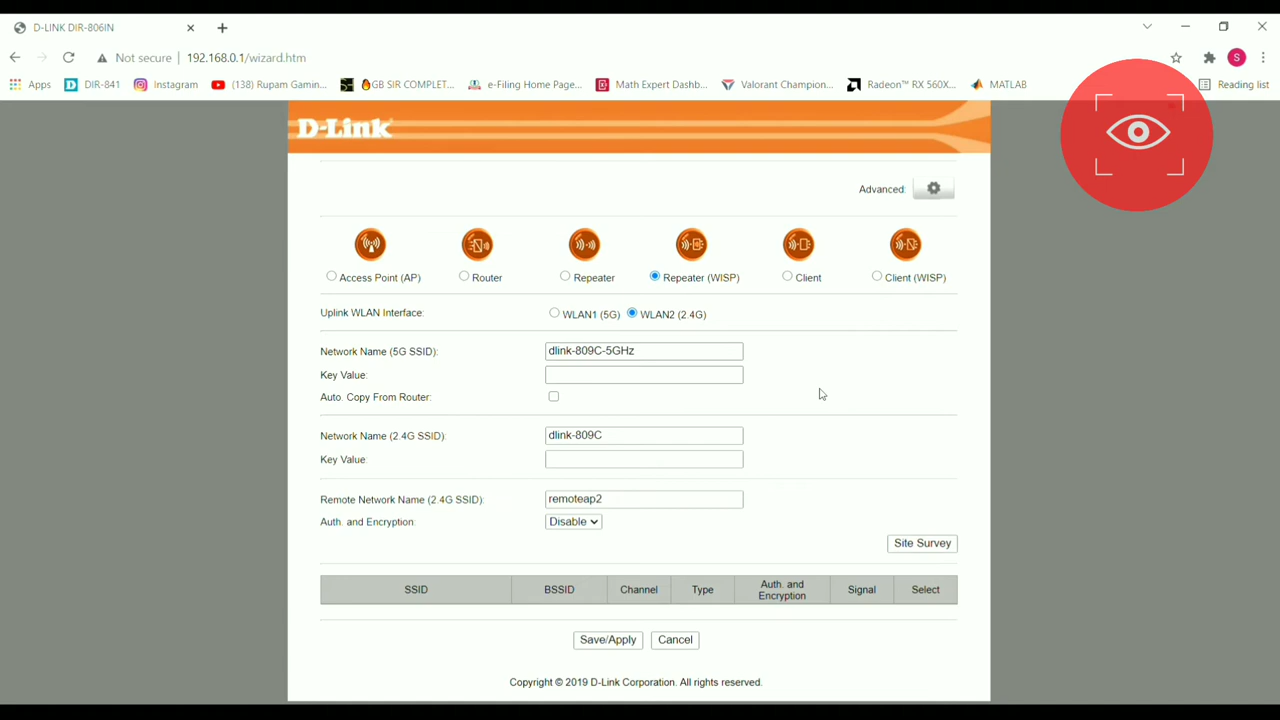 D-LINK DIR-806IN
Not secure | 192.168.0.1/wizard.htm
S
Apps DIR-841 Instagram (138) Rupam Gamin... 🔥GB SIR COMPLET... e-Filing Home Page... Math Expert Dashb... Valorant Champion... Radeon™ RX 560X... MATLAB Reading list
D-Link
Advanced:
Access Point (AP) Router Repeater Repeater (WISP) Client Client (WISP)
Uplink WLAN Interface: WLAN1 (5G) WLAN2 (2.4G)
Network Name (5G SSID): dlink-809C-5GHz
Key Value:
Auto. Copy From Router:
Network Name (2.4G SSID): dlink-809C
Key Value:
Remote Network Name (2.4G SSID): remoteap2
Auth. and Encryption: Disable
Site Survey
SSID BSSID Channel Type Auth. and Encryption Signal Select
Save/Apply Cancel
Copyright © 2019 D-Link Corporation. All rights reserved.